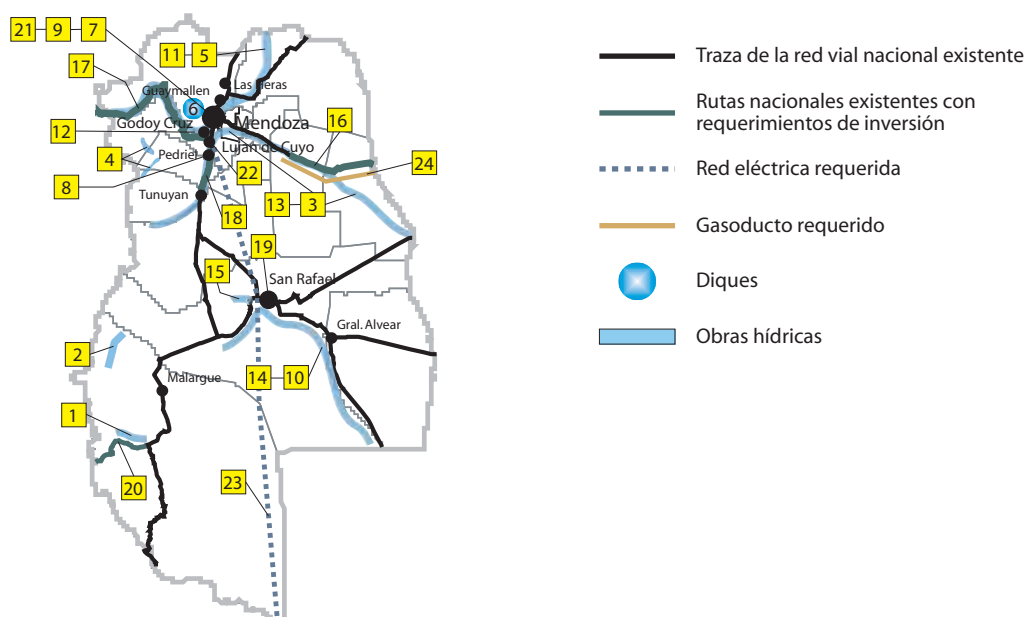 21
9
7
11
5
17
Las Heras
Guaymallen
6
Godoy Cruz
Mendoza
12
16
Lujan de Cuyo
Pedriel
4
24
22
8
Tunuyan
13
3
18
19
15
San Rafael
Gral. Alvear
2
14
10
Malargue
1
20
23
Traza de la red vial nacional existente
Rutas nacionales existentes con
requerimientos de inversión
Red eléctrica requerida
Gasoducto requerido
Diques
Obras hídricas